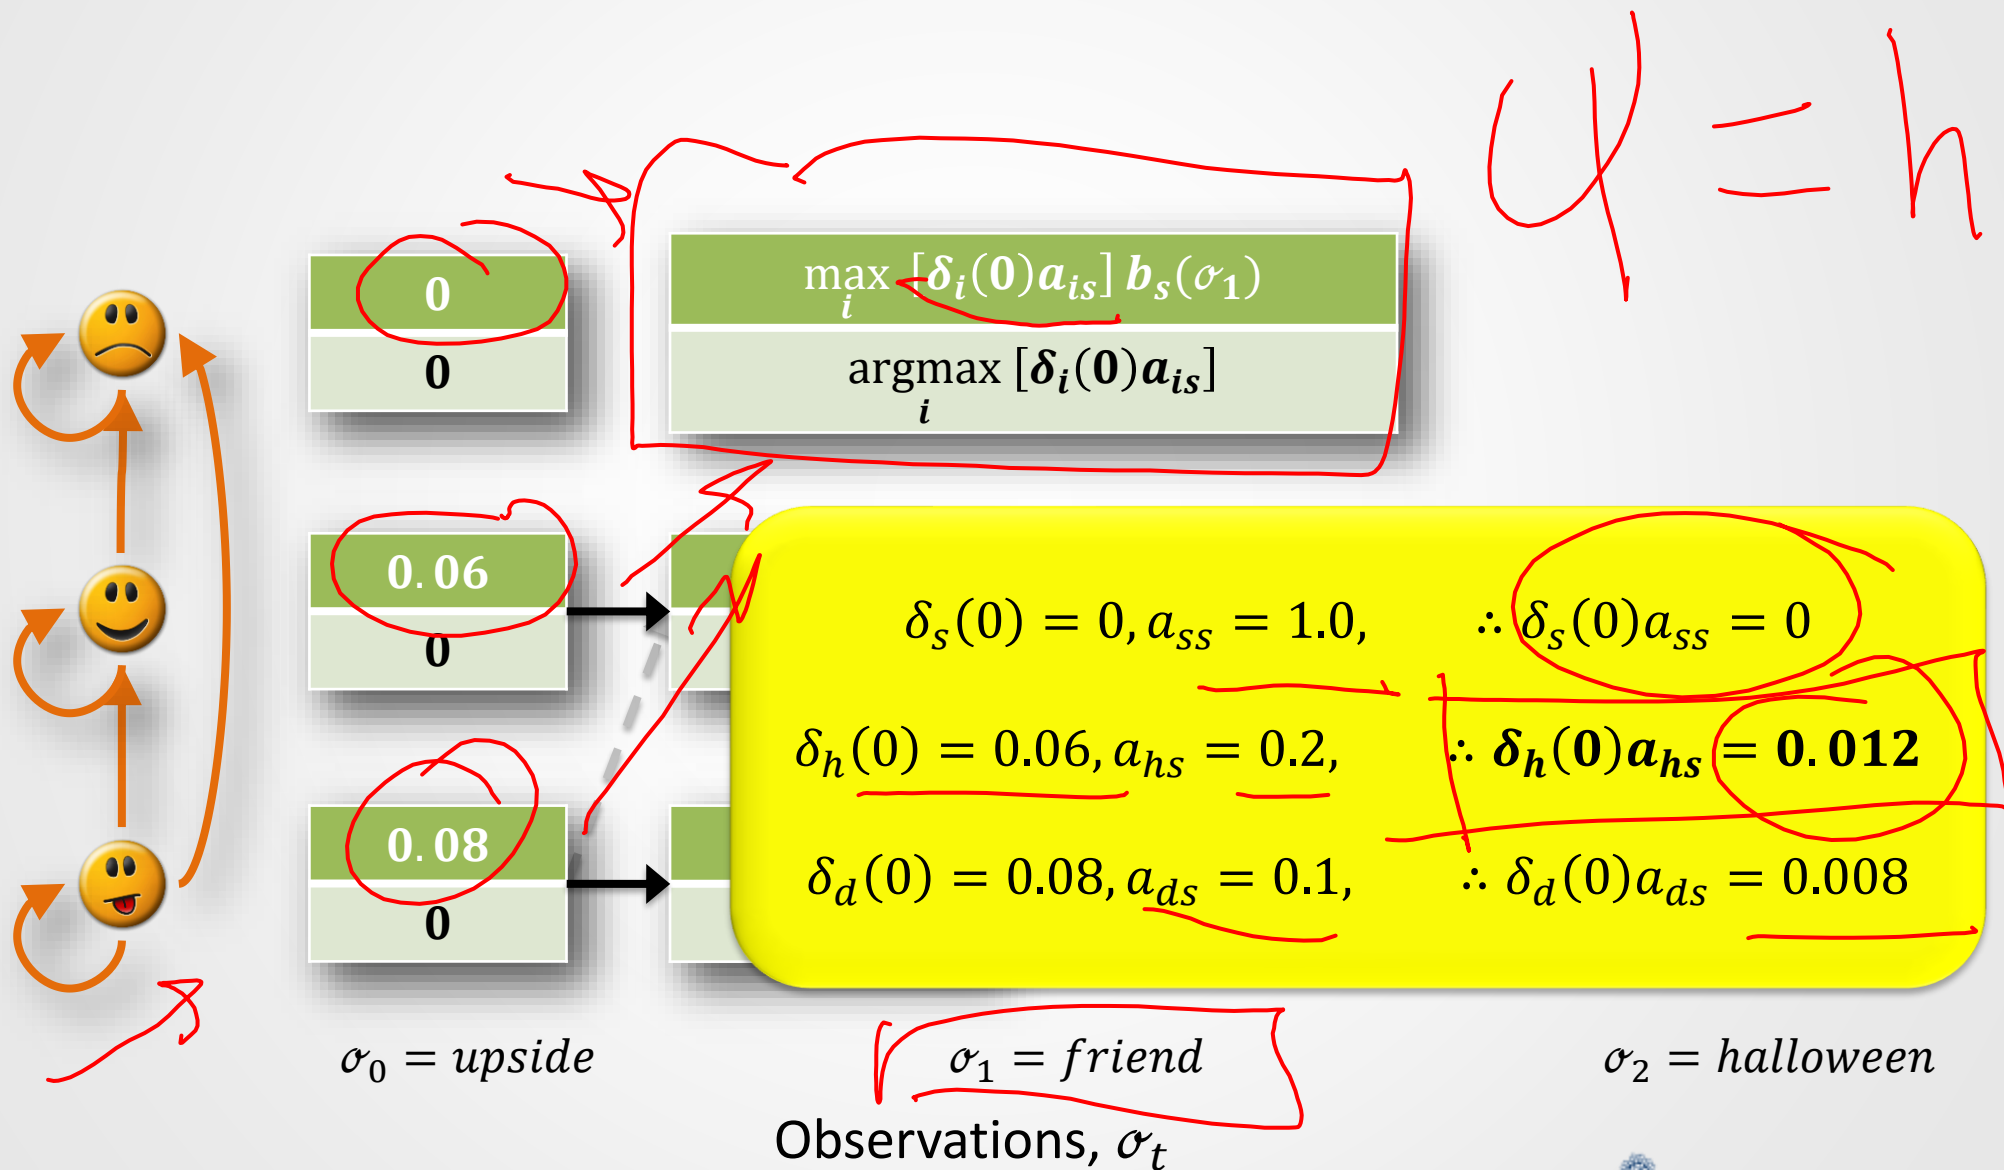 ψ = h
0
0
max [δ_i(0)a_is] b_s(σ_1)
i
argmax [δ_i(0)a_is]
i
0.06
0
0.08
0
δ_s(0) = 0, a_ss = 1.0, ∴ δ_s(0)a_ss = 0
δ_h(0) = 0.06, a_hs = 0.2, ∴ δ_h(0)a_hs = 0.012
δ_d(0) = 0.08, a_ds = 0.1, ∴ δ_d(0)a_ds = 0.008
σ_0 = upside
σ_1 = friend
σ_2 = halloween
Observations, σ_t